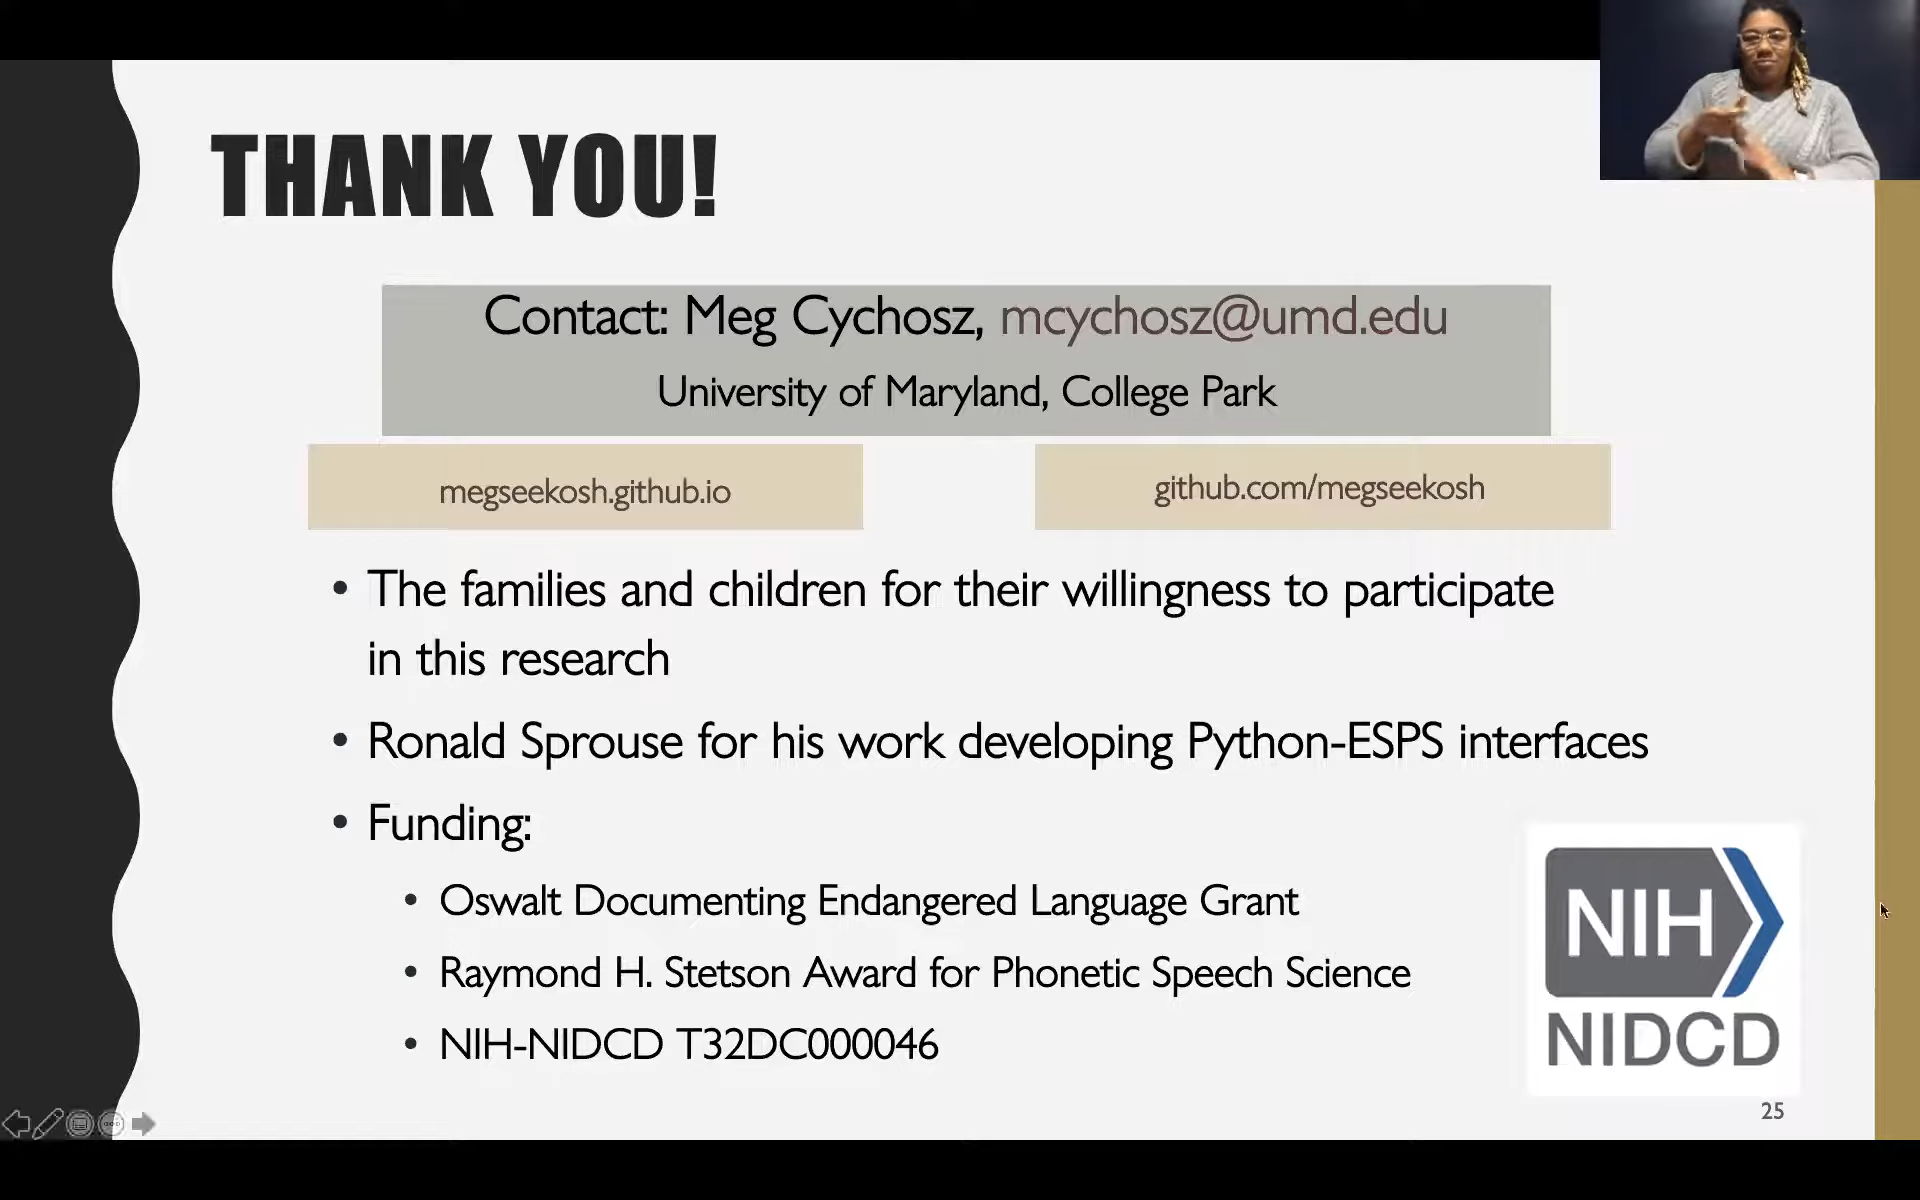 THANK YOU!
Contact: Meg Cychosz, mcychosz@umd.edu
University of Maryland, College Park
megseekosh.github.io
github.com/megseekosh
• The families and children for their willingness to participate
in this research
• Ronald Sprouse for his work developing Python-ESPS interfaces
• Funding:
• Oswalt Documenting Endangered Language Grant
• Raymond H. Stetson Award for Phonetic Speech Science
• NIH-NIDCD T32DC000046
NIH
NIDCD
25